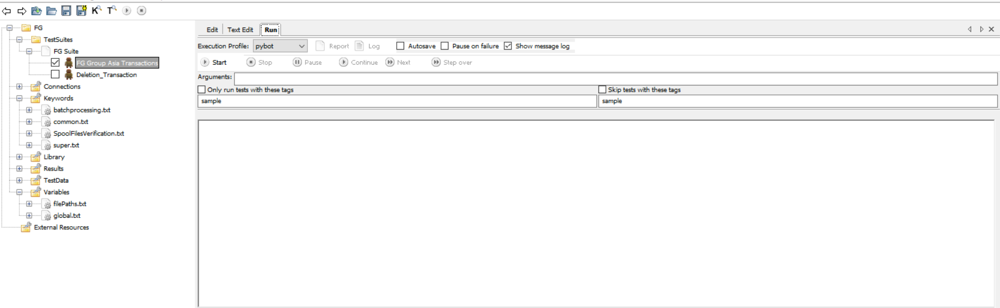 FG
TestSuites
FG Suite
FG Group Asia Transactions
Deletion_Transaction
Connections
Keywords
batchprocessing.txt
common.txt
SpoolFilesVerification.txt
super.txt
Library
Results
TestData
Variables
filePaths.txt
global.txt
External Resources
Edit Text Edit Run
Execution Profile: pybot Report Log Autosave Pause on failure Show message log
Start Stop Pause Continue Next Step over
Arguments:
Only run tests with these tags Skip tests with these tags
sample sample